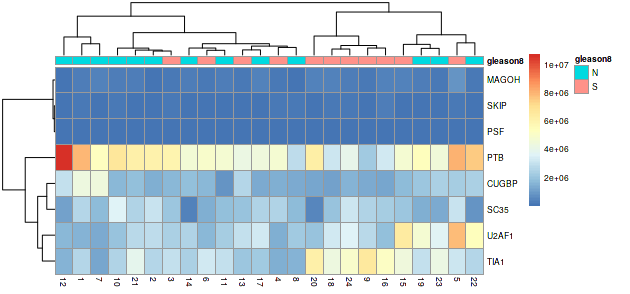 gleason8
MAGOH
SKIP
PSF
PTB
CUGBP
SC35
U2AF1
TIA1
12 1 7 10 21 2 3 14 6 11 13 17 4 8 20 18 24 9 16 15 19 23 5 22
1e+07
8e+06
6e+06
4e+06
2e+06
gleason8
N
S